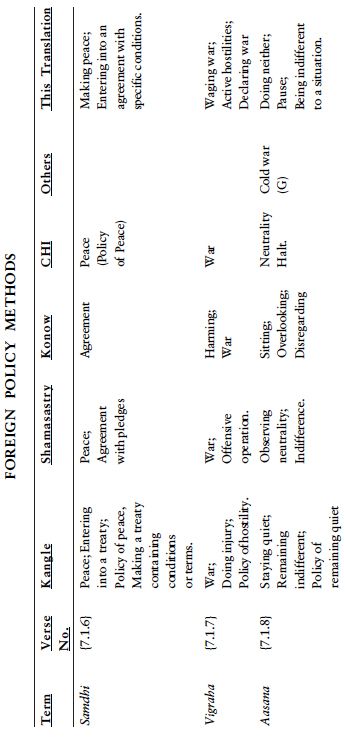 FOREIGN POLICY METHODS
Term Verse No. Kangle Shamasastry Konow CHI Others This Translation
Samdhi {7.1.6} Peace; Entering Peace; Agreement Peace Making peace;
into a treaty; Agreement (Policy Entering into an
Policy of peace, with pledges of Peace) agreement with
Making a treaty specific conditions.
containing
conditions
or terms.
Vigraha {7.1.7} War; War; Harming; War Waging war;
Doing injury; Offensive War Active hostilities;
Policy of hostility. operation. Declaring war
Aasana {7.1.8} Staying quiet; Observing Sitting; Neutrality Cold war Doing neither;
Remaining neutrality; Overlooking; Halt. (G) Pause;
indifferent; Indifference. Disregarding Being indifferent
Policy of to a situation.
remaining quiet